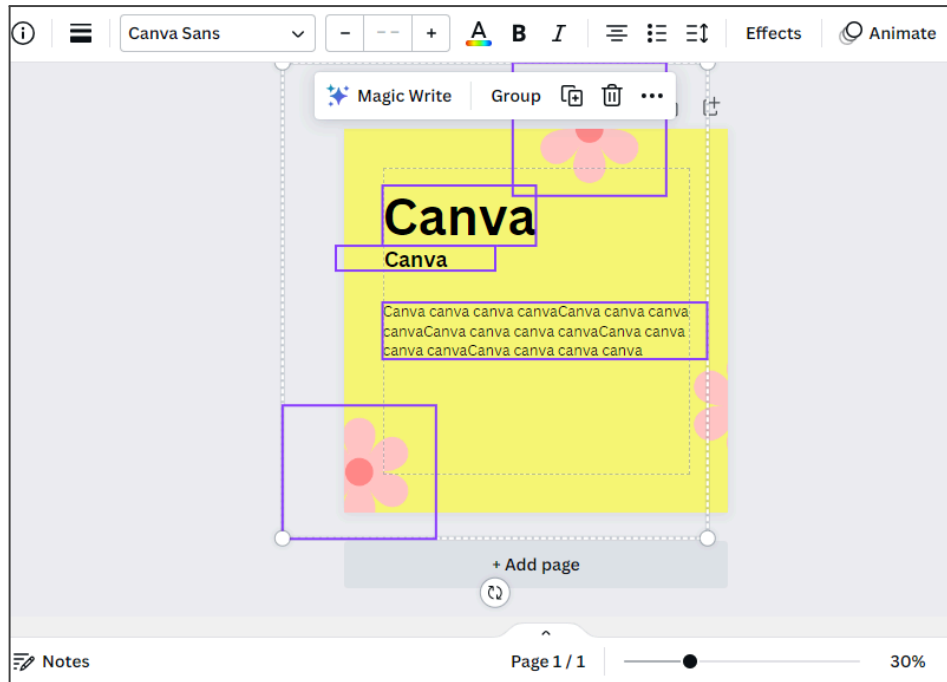 Canva Sans
- -- +
A B I
Effects
Animate
Magic Write
Group
Canva
Canva
Canva canva canva canvaCanva canva canva
canvaCanva canva canva canvaCanva canva
canva canvaCanva canva canva canva
+ Add page
Notes
Page 1 / 1
30%